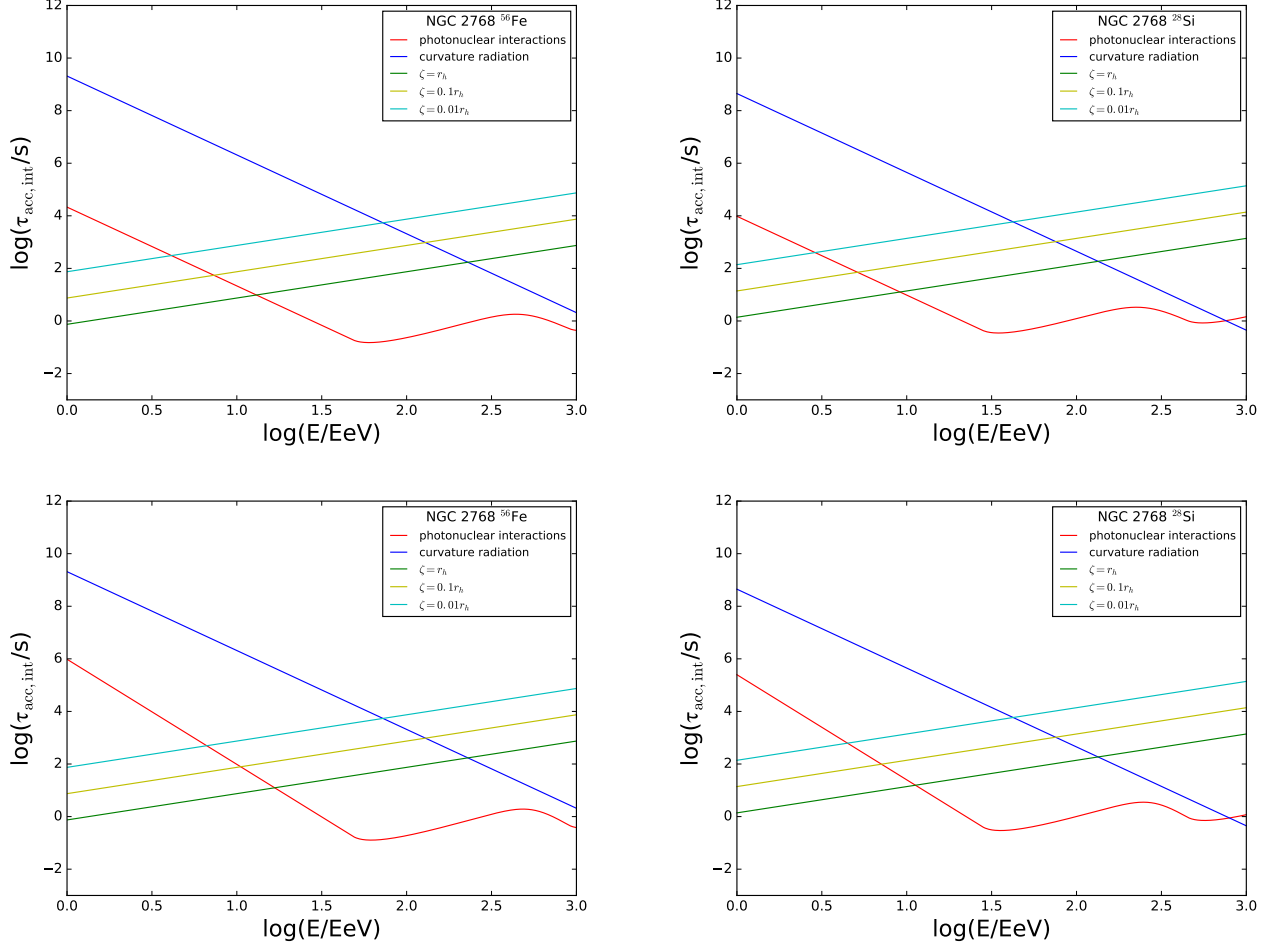 NGC 2768 ⁵⁶Fe
photonuclear interactions
curvature radiation
ζ = r_h
ζ = 0.1r_h
ζ = 0.01r_h
12
10
8
6
4
2
0
−2
log(τ_acc,int/s)
0.0 0.5 1.0 1.5 2.0 2.5 3.0
log(E/EeV)
NGC 2768 ²⁸Si
photonuclear interactions
curvature radiation
ζ = r_h
ζ = 0.1r_h
ζ = 0.01r_h
12
10
8
6
4
2
0
−2
log(τ_acc,int/s)
0.0 0.5 1.0 1.5 2.0 2.5 3.0
log(E/EeV)
NGC 2768 ⁵⁶Fe
photonuclear interactions
curvature radiation
ζ = r_h
ζ = 0.1r_h
ζ = 0.01r_h
12
10
8
6
4
2
0
−2
log(τ_acc,int/s)
0.0 0.5 1.0 1.5 2.0 2.5 3.0
log(E/EeV)
NGC 2768 ²⁸Si
photonuclear interactions
curvature radiation
ζ = r_h
ζ = 0.1r_h
ζ = 0.01r_h
12
10
8
6
4
2
0
−2
log(τ_acc,int/s)
0.0 0.5 1.0 1.5 2.0 2.5 3.0
log(E/EeV)